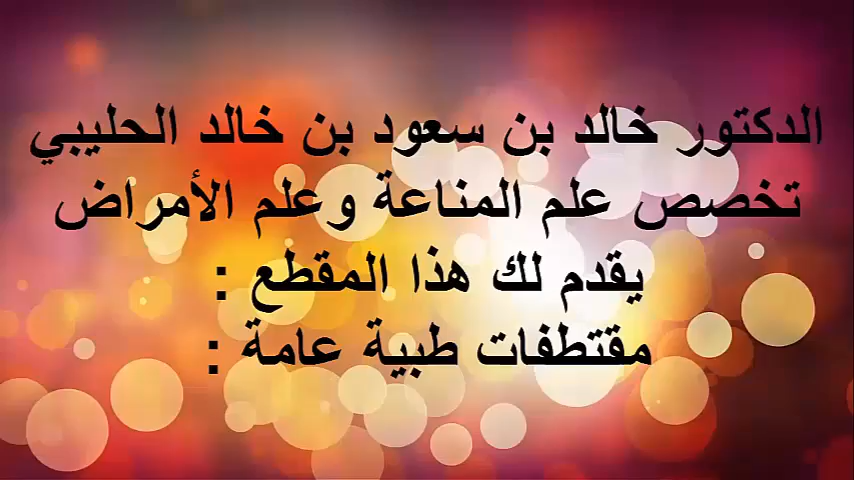 الدكتور خالد بن سعود بن خالد الحليبي
تخصص علم المناعة وعلم الأمراض
يقدم لك هذا المقطع :
مقتطفات طبية عامة :